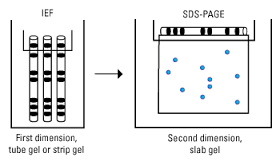 IEF
SDS-PAGE
First dimension,
tube gel or strip gel
Second dimension,
slab gel